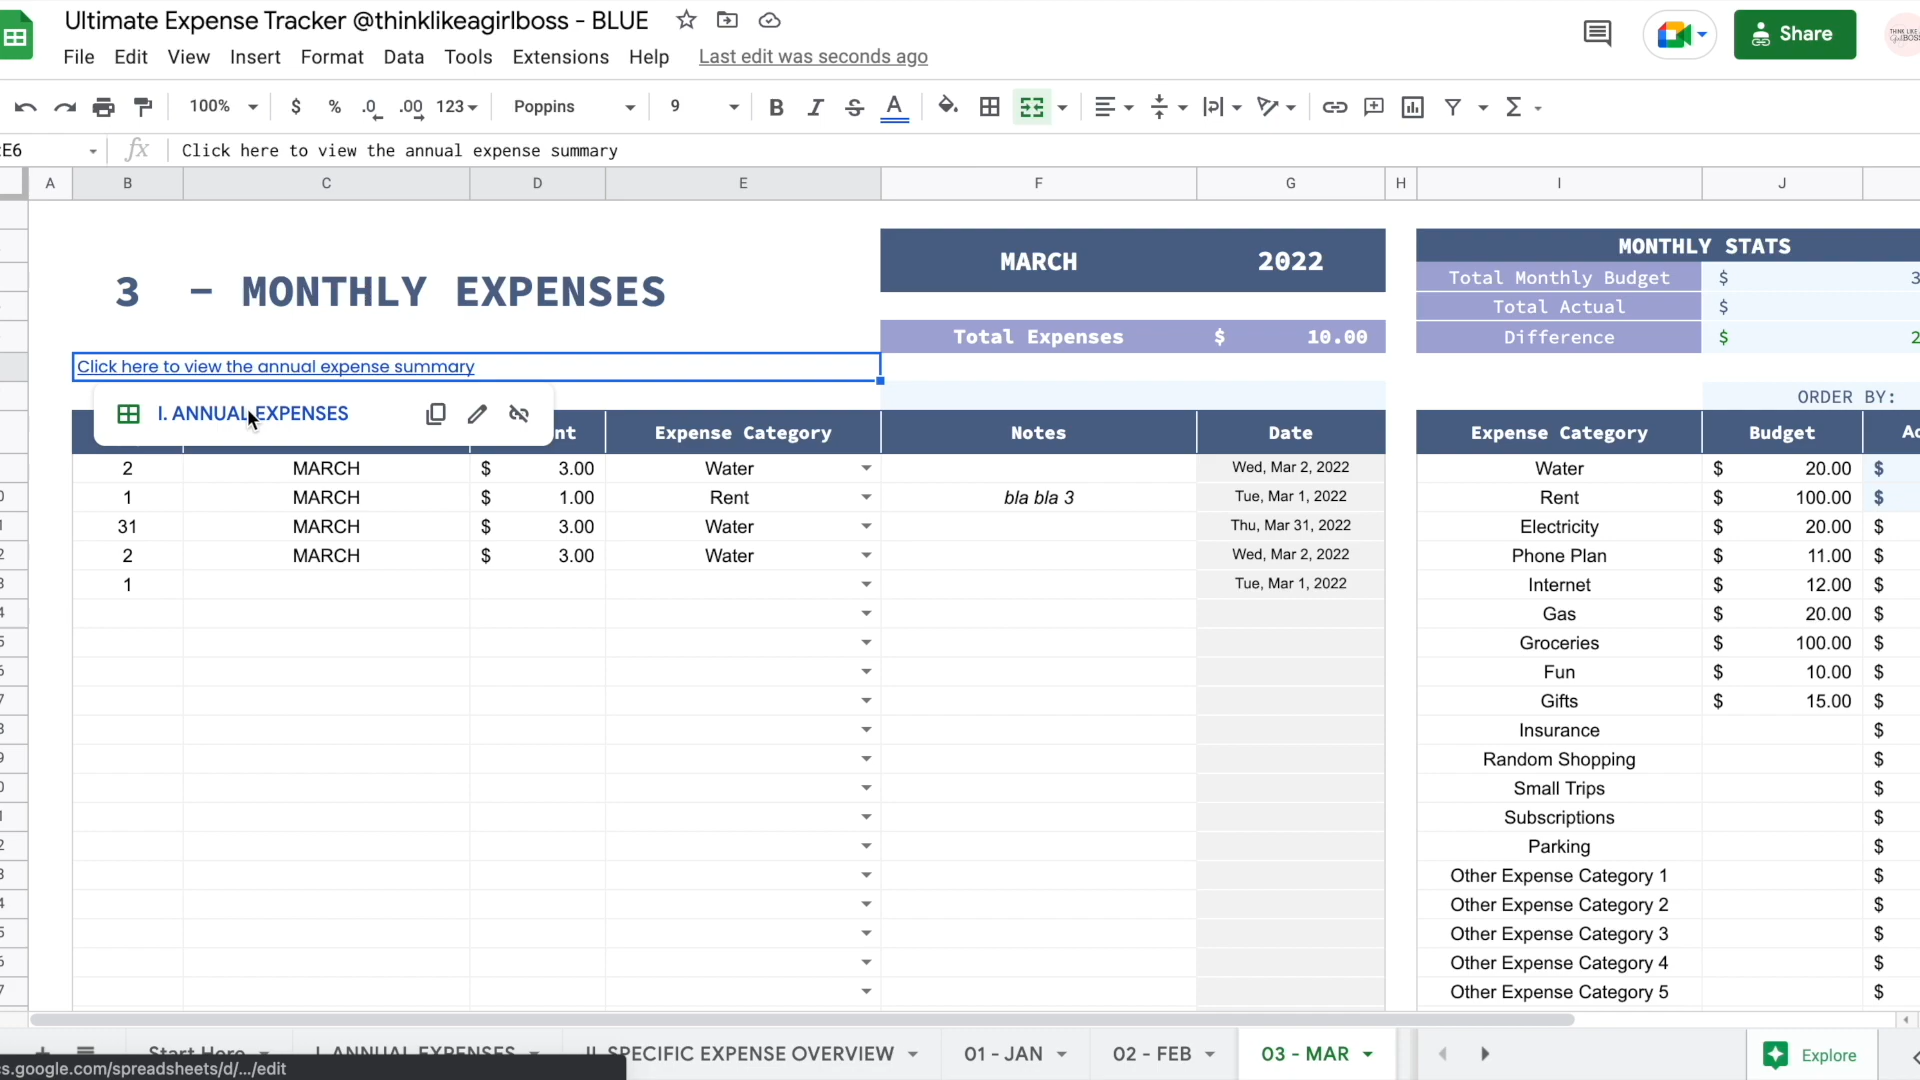 Ultimate Expense Tracker @thinklikeagirlboss - BLUE
Share
File Edit View Insert Format Data Tools Extensions Help Last edit was seconds ago
100% $ % .0 .00 123 Poppins 9 B I S A Σ
E6 fx Click here to view the annual expense summary
A B C D E F G H I J
3 – MONTHLY EXPENSES
MARCH 2022
MONTHLY STATS
Total Monthly Budget $ 3
Total Actual $
Total Expenses $ 10.00
Difference $ 2
Click here to view the annual expense summary
I. ANNUAL EXPENSES
ORDER BY:
nt Expense Category Notes Date Expense Category Budget Ac
2 MARCH $ 3.00 Water Wed, Mar 2, 2022 Water $ 20.00 $
1 MARCH $ 1.00 Rent bla bla 3 Tue, Mar 1, 2022 Rent $ 100.00 $
31 MARCH $ 3.00 Water Thu, Mar 31, 2022 Electricity $ 20.00 $
2 MARCH $ 3.00 Water Wed, Mar 2, 2022 Phone Plan $ 11.00 $
1 Tue, Mar 1, 2022 Internet $ 12.00 $
Gas $ 20.00 $
Groceries $ 100.00 $
Fun $ 10.00 $
Gifts $ 15.00 $
Insurance $
Random Shopping $
Small Trips $
Subscriptions $
Parking $
Other Expense Category 1 $
Other Expense Category 2 $
Other Expense Category 3 $
Other Expense Category 4 $
Other Expense Category 5 $
Start Here I. ANNUAL EXPENSES II. SPECIFIC EXPENSE OVERVIEW 01 - JAN 02 - FEB 03 - MAR Explore
cs.google.com/spreadsheets/d/.../edit